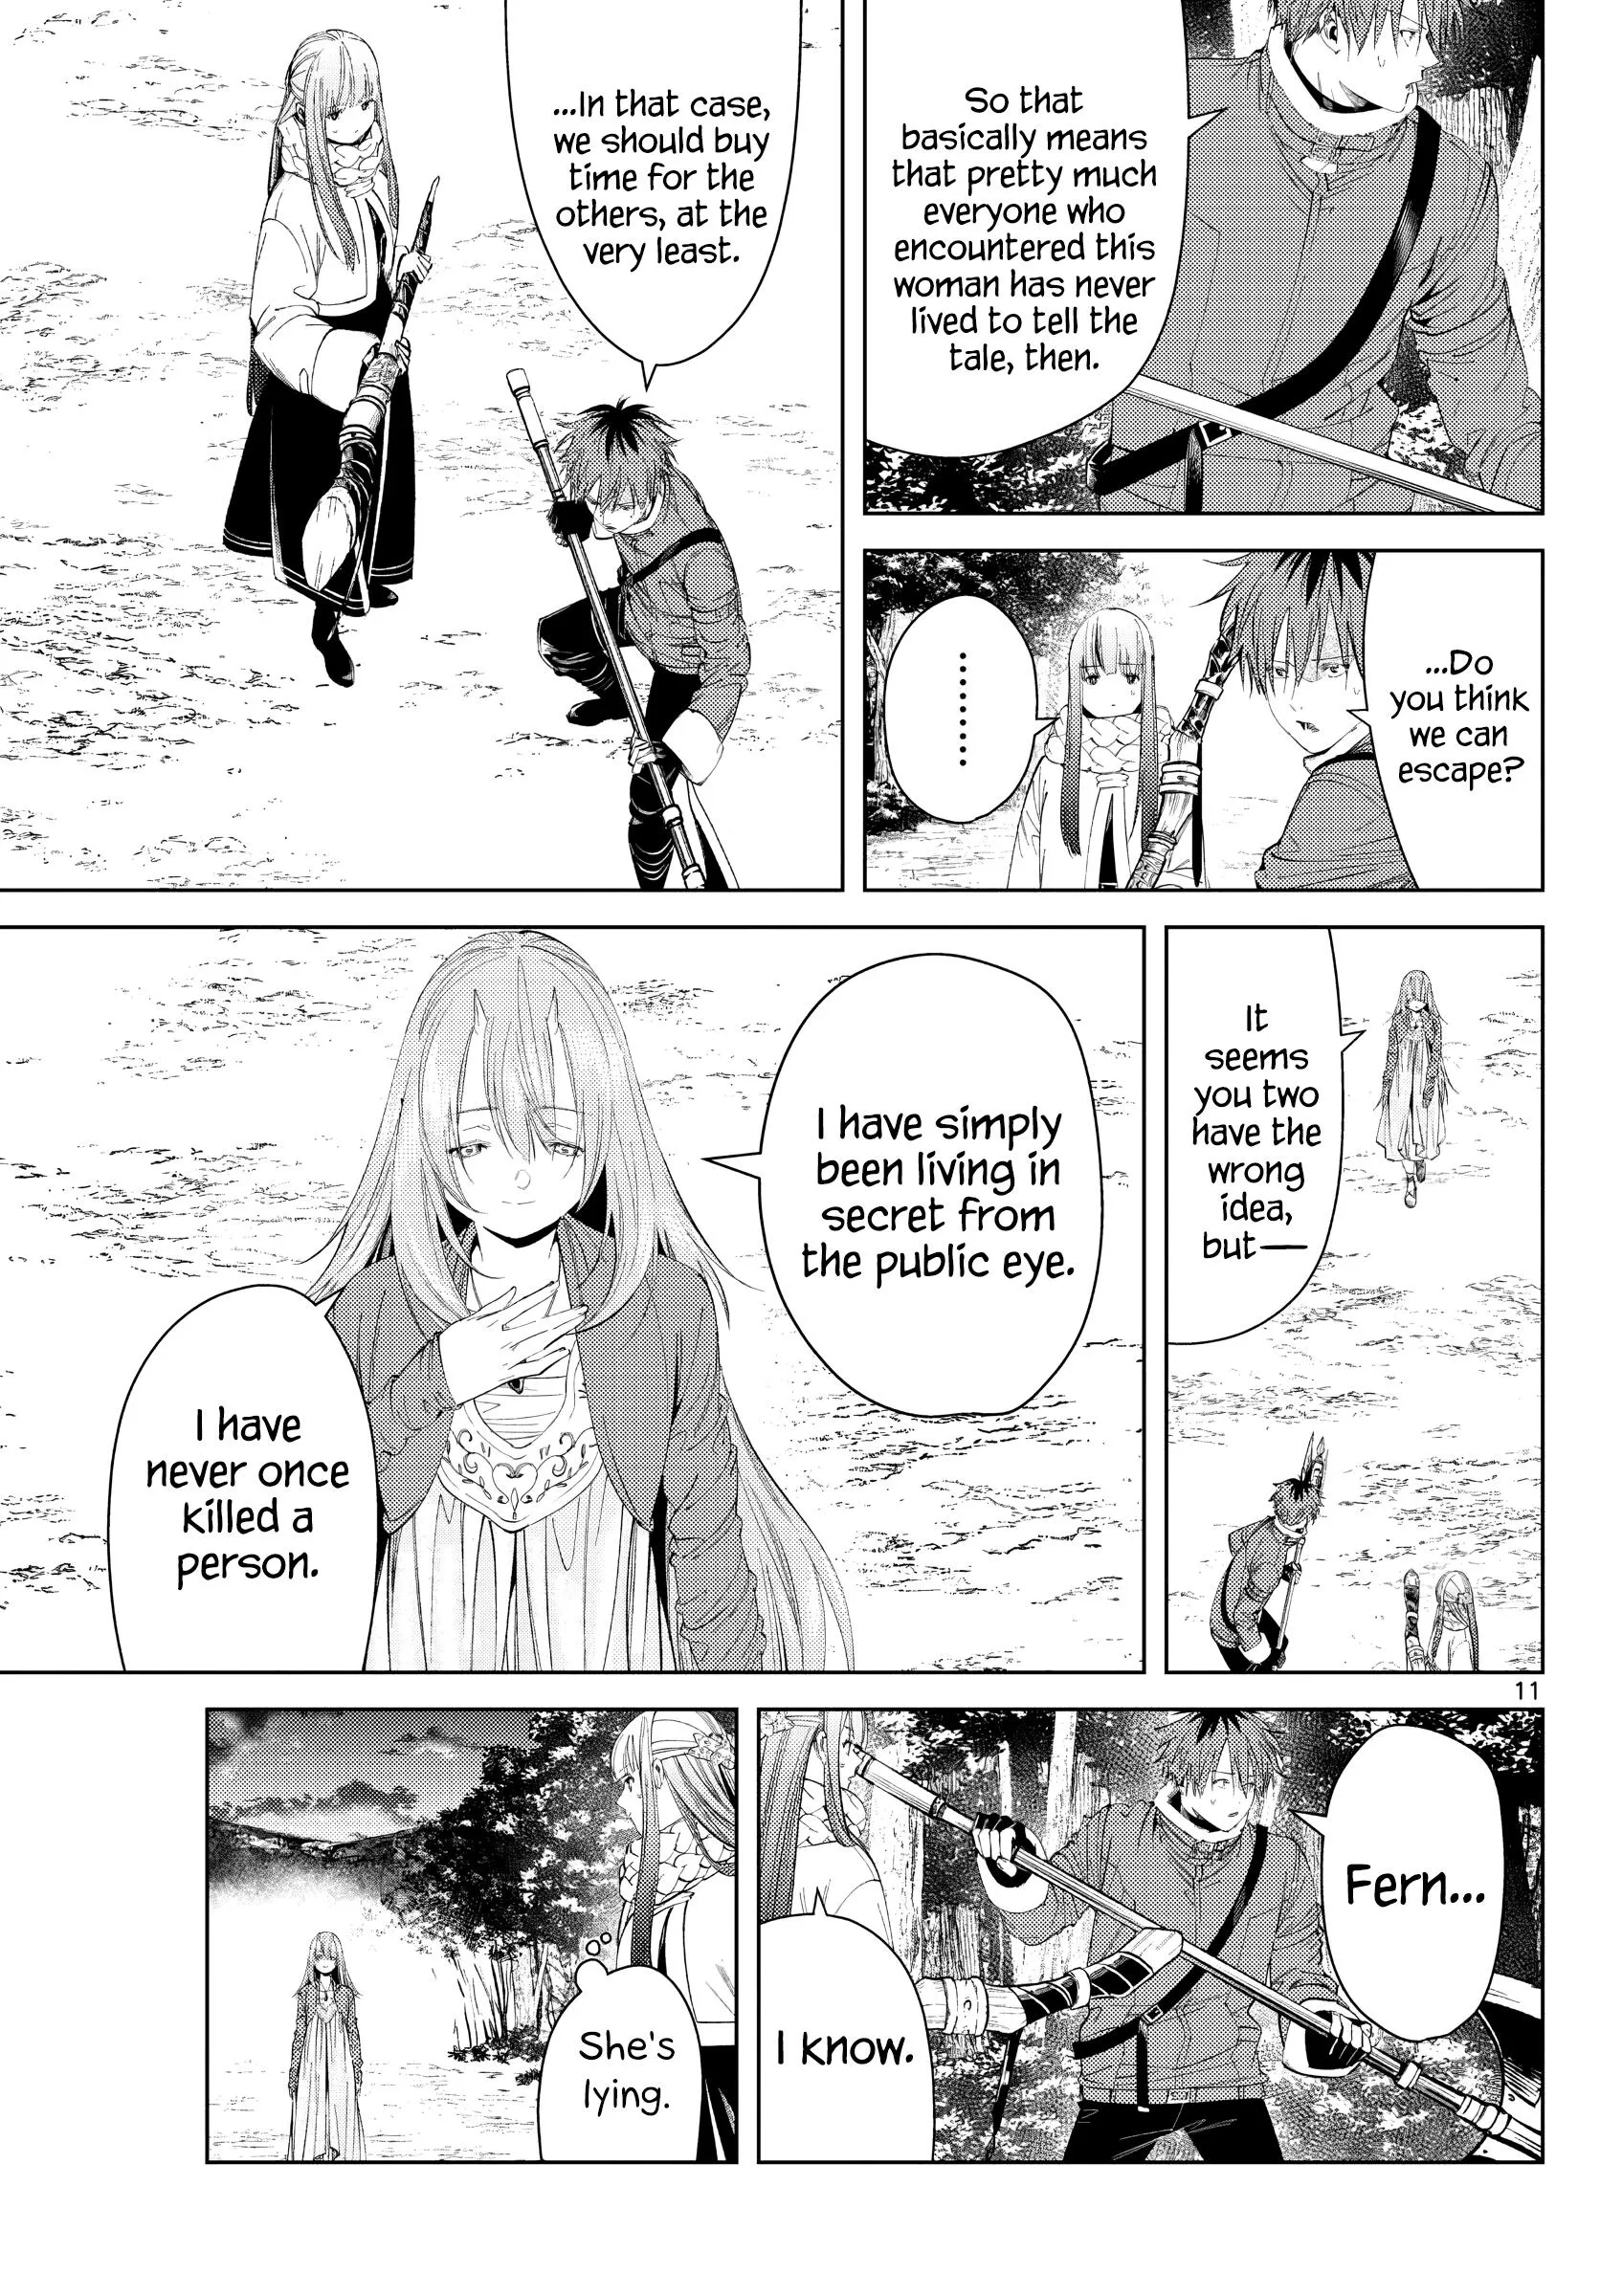 So that
basically means
that pretty much
everyone who
encountered this
woman has never
lived to tell the
tale, then.
...Do
you think
we can
escape?
.........
...In that case,
we should buy
time for the
others, at the
very least.
It
seems
you two
have the
wrong
idea,
but—
I have simply
been living in
secret from
the public eye.
I have
never once
killed a
person.
11
Fern...
I know.
She's
lying.